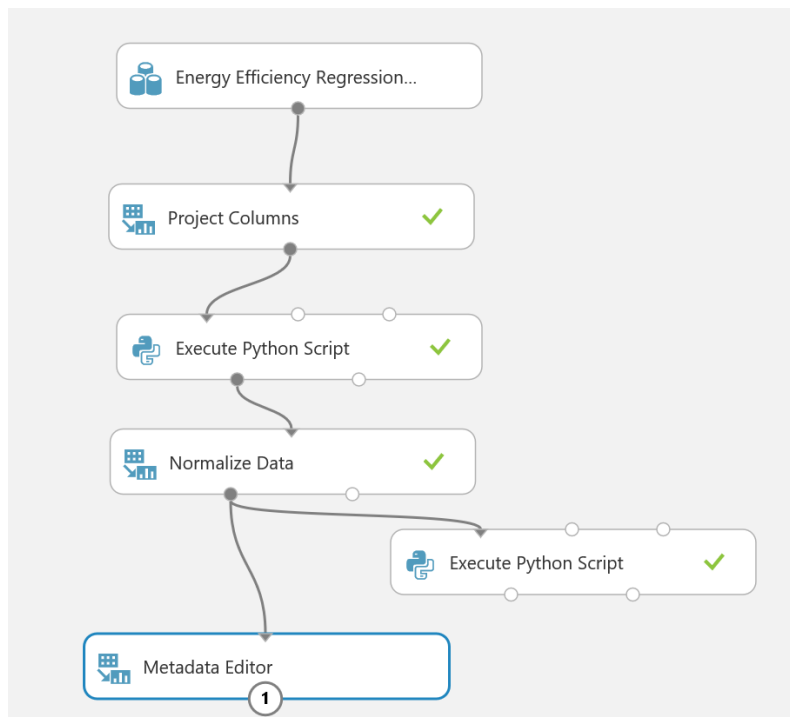 Energy Efficiency Regression...
Project Columns
Execute Python Script
Normalize Data
Execute Python Script
Metadata Editor
1